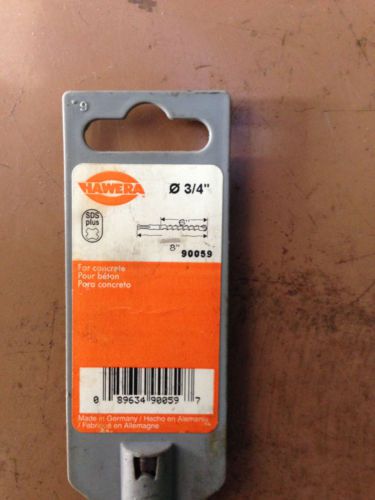 6
HAWERA
Ø 3/4"
SDS
plus
6"
8"
90059
For concrete
Pour béton
Para concreto
0 89634 90059 7
Made in Germany / Hecho en Alemania
/ Fabriqué en Allemagne